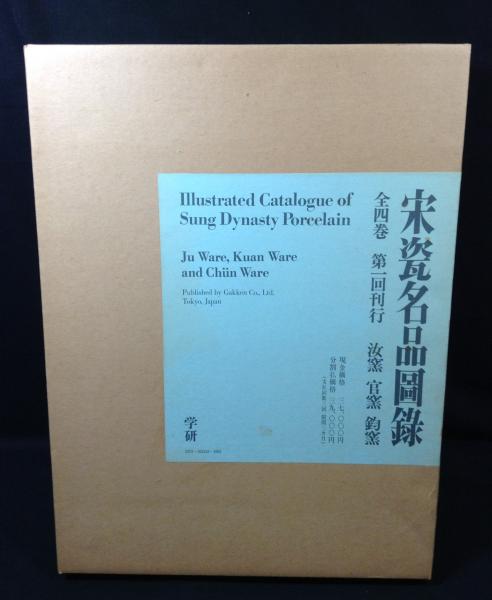 Illustrated Catalogue of
Sung Dynasty Porcelain
Ju Ware, Kuan Ware
and Chün Ware
Published by Gakken Co., Ltd.
Tokyo, Japan
宋瓷名品圖錄
全四巻 第一回刊行 汝窯 官窯 鈞窯
現金価格 三七、〇〇〇円
分割払価格 三九、〇〇〇円
学研